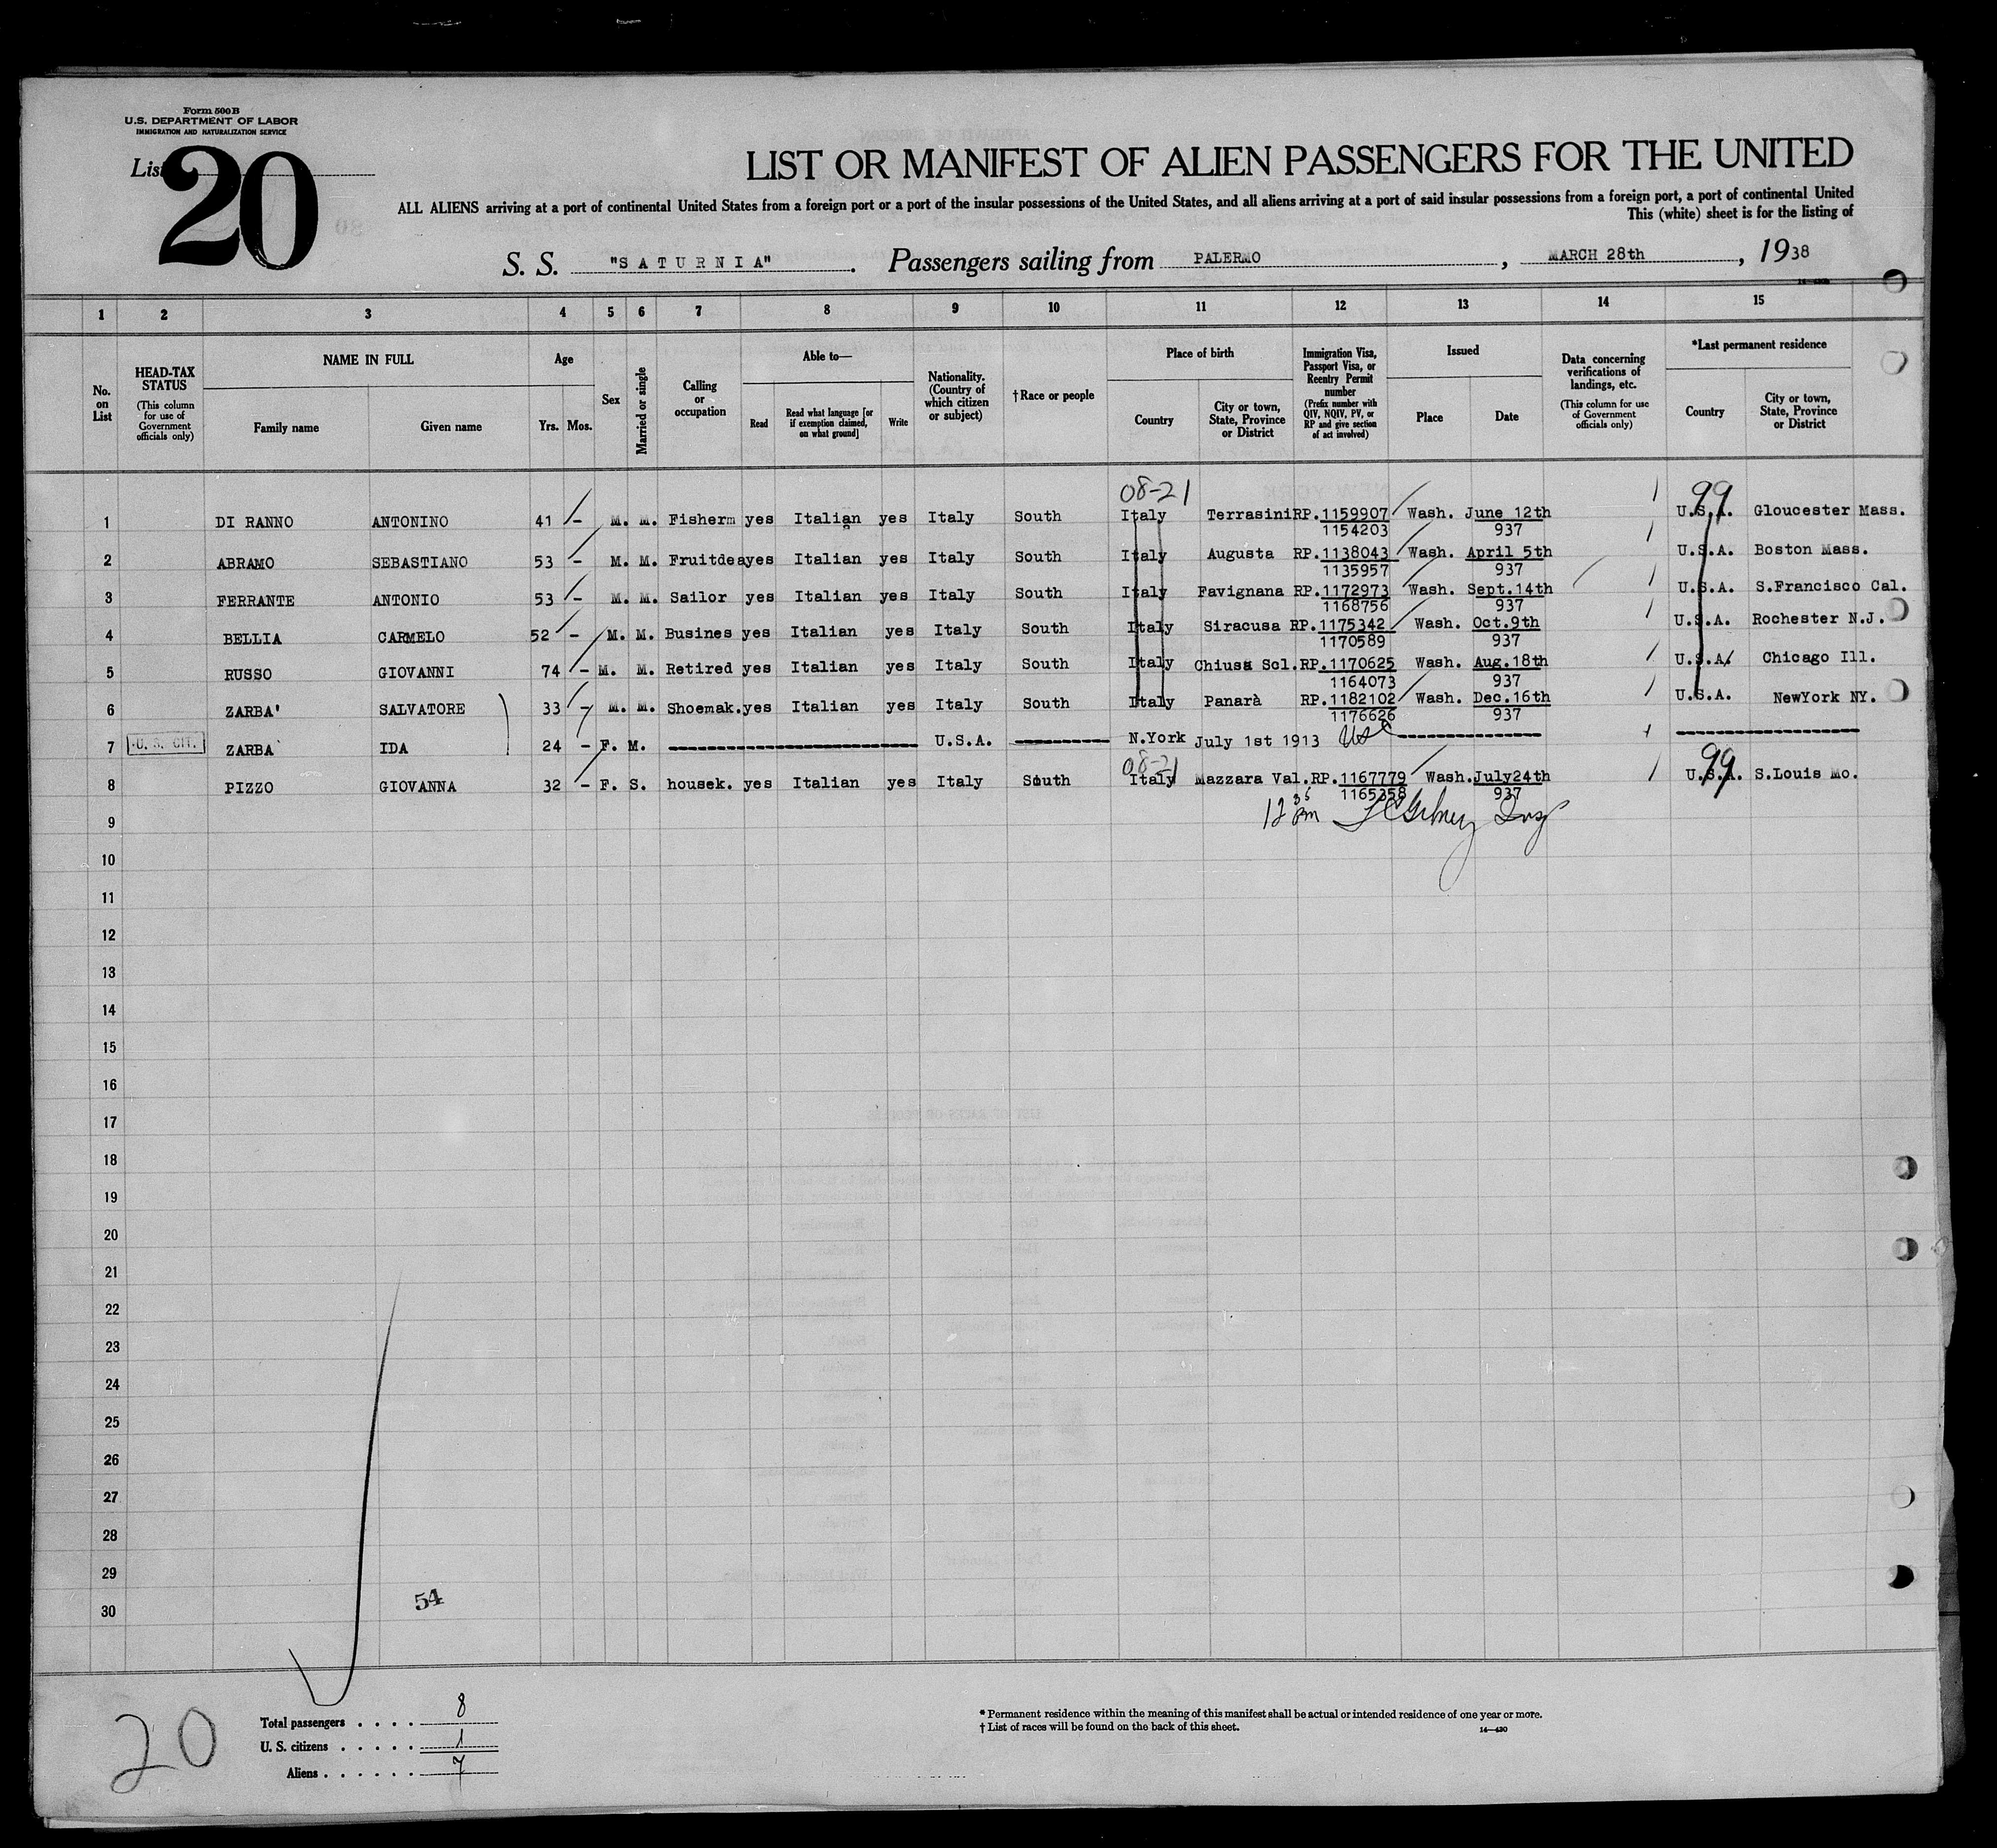 Form 500B
U.S. DEPARTMENT OF LABOR
IMMIGRATION AND NATURALIZATION SERVICE
List 20
LIST OR MANIFEST OF ALIEN PASSENGERS FOR THE UNITED
ALL ALIENS arriving at a port of continental United States from a foreign port or a port of the insular possessions of the United States, and all aliens arriving at a port of said insular possessions from a foreign port, a port of continental United
This (white) sheet is for the listing of
S. S. "SATURNIA". Passengers sailing from PALERMO, MARCH 28th, 1938
1 2 3 4 5 6 7 8 9 10 11 12 13 14 15
No. on List
HEAD-TAX STATUS (This column for use of Government officials only)
NAME IN FULL
Family name Given name
Age
Yrs. Mos.
Sex
Married or single
Calling or occupation
Able to—
Read
Read what language [or if exemption claimed, on what ground]
Write
Nationality. (Country of which citizen or subject)
†Race or people
Place of birth
Country
City or town, State, Province or District
Immigration Visa, Passport Visa, or Reentry Permit number (Prefix number with QIV, NQIV, PV, or RP and give section of act involved)
Issued
Place Date
Data concerning verifications of landings, etc. (This column for use of Government officials only)
*Last permanent residence
Country
City or town, State, Province or District
08-21 99
1 DI RANNO ANTONINO 41 - M. M. Fisherm yes Italian yes Italy South Italy Terrasini RP. 1159907 Wash. June 12th U.S.A. Gloucester Mass.
1154203 937
2 ABRAMO SEBASTIANO 53 - M. M. Fruitdea yes Italian yes Italy South Italy Augusta RP. 1138043 Wash. April 5th U.S.A. Boston Mass.
1135957 937
3 FERRANTE ANTONIO 53 - M. M. Sailor yes Italian yes Italy South Italy Favignana RP. 1172973 Wash. Sept.14th U.S.A. S.Francisco Cal.
1168756 937
4 BELLIA CARMELO 52 - M. M. Busines yes Italian yes Italy South Italy Siracusa RP. 1175342 Wash. Oct.9th U.S.A. Rochester N.J.
1170589 937
5 RUSSO GIOVANNI 74 - M. M. Retired yes Italian yes Italy South Italy Chiusa Scl. RP. 1170625 Wash. Aug.18th U.S.A. Chicago Ill.
1164073 937
6 ZARBA' SALVATORE 33 - M. M. Shoemak. yes Italian yes Italy South Italy Panarà RP. 1182102 Wash. Dec.16th U.S.A. NewYork NY.
1176626 937
7 U. S. CIT. ZARBA` IDA 24 - F. M. U.S.A. N.York July 1st 1913 USC
08-21 99
8 PIZZO GIOVANNA 32 - F. S. housek. yes Italian yes Italy South Italy Mazzara Val. RP. 1167779 Wash. July24th U.S.A. S.Louis Mo.
1165358 937
9
10
11
12
13
14
15
16
17
18
19
20
21
22
23
24
25
26
27
28
29
30
54
20
Total passengers . . . . 8
U. S. citizens . . . . . 1
Aliens . . . . . . 7
* Permanent residence within the meaning of this manifest shall be actual or intended residence of one year or more.
† List of races will be found on the back of this sheet. 14—430